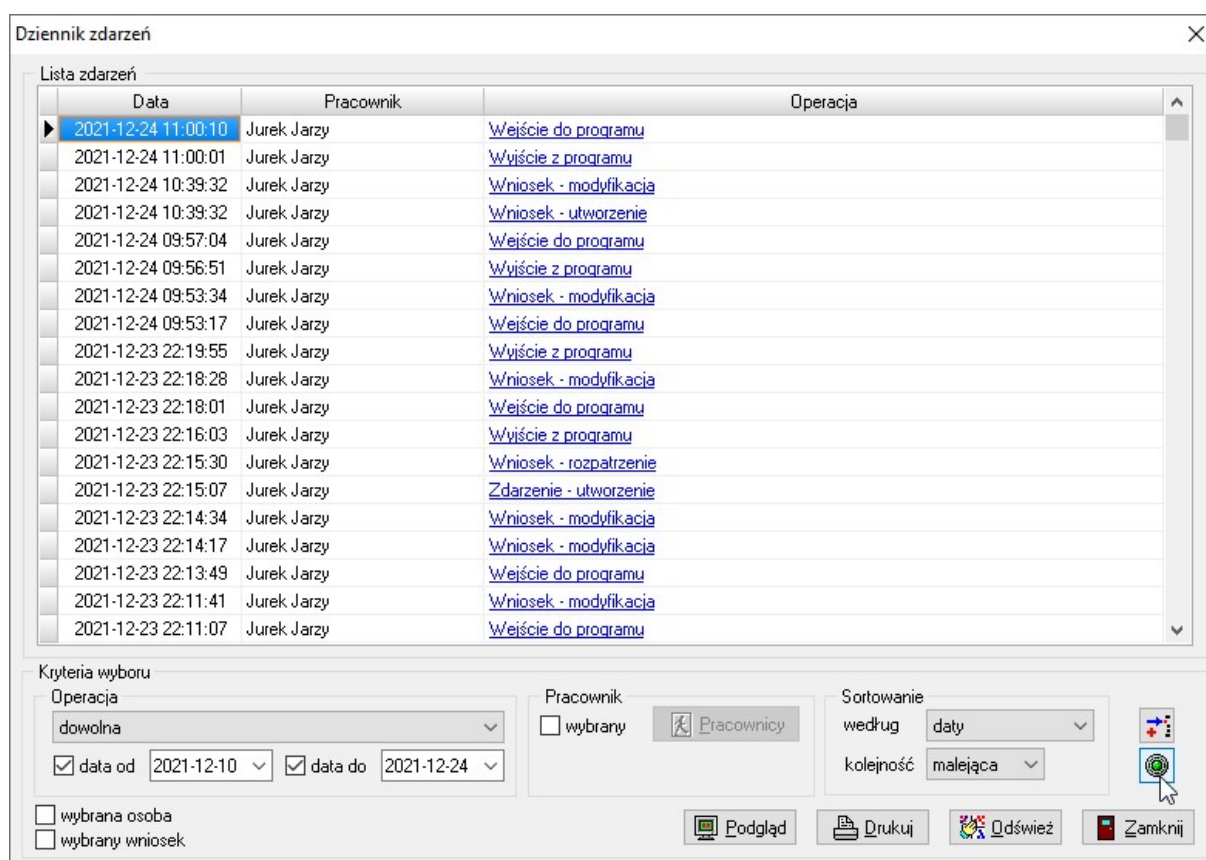 Dziennik zdarzeń
Lista zdarzeń
Data Pracownik Operacja
2021-12-24 11:00:10 Jurek Jarzy Wejście do programu
2021-12-24 11:00:01 Jurek Jarzy Wyjście z programu
2021-12-24 10:39:32 Jurek Jarzy Wniosek - modyfikacja
2021-12-24 10:39:32 Jurek Jarzy Wniosek - utworzenie
2021-12-24 09:57:04 Jurek Jarzy Wejście do programu
2021-12-24 09:56:51 Jurek Jarzy Wyjście z programu
2021-12-24 09:53:34 Jurek Jarzy Wniosek - modyfikacja
2021-12-24 09:53:17 Jurek Jarzy Wejście do programu
2021-12-23 22:19:55 Jurek Jarzy Wyjście z programu
2021-12-23 22:18:28 Jurek Jarzy Wniosek - modyfikacja
2021-12-23 22:18:01 Jurek Jarzy Wejście do programu
2021-12-23 22:16:03 Jurek Jarzy Wyjście z programu
2021-12-23 22:15:30 Jurek Jarzy Wniosek - rozpatrzenie
2021-12-23 22:15:07 Jurek Jarzy Zdarzenie - utworzenie
2021-12-23 22:14:34 Jurek Jarzy Wniosek - modyfikacja
2021-12-23 22:14:17 Jurek Jarzy Wniosek - modyfikacja
2021-12-23 22:13:49 Jurek Jarzy Wejście do programu
2021-12-23 22:11:41 Jurek Jarzy Wniosek - modyfikacja
2021-12-23 22:11:07 Jurek Jarzy Wejście do programu
Kryteria wyboru
Operacja Pracownik Sortowanie
dowolna wybrany Pracownicy według daty
data od 2021-12-10 data do 2021-12-24 kolejność malejąca
wybrana osoba
wybrany wniosek Podgląd Drukuj Odśwież Zamknij